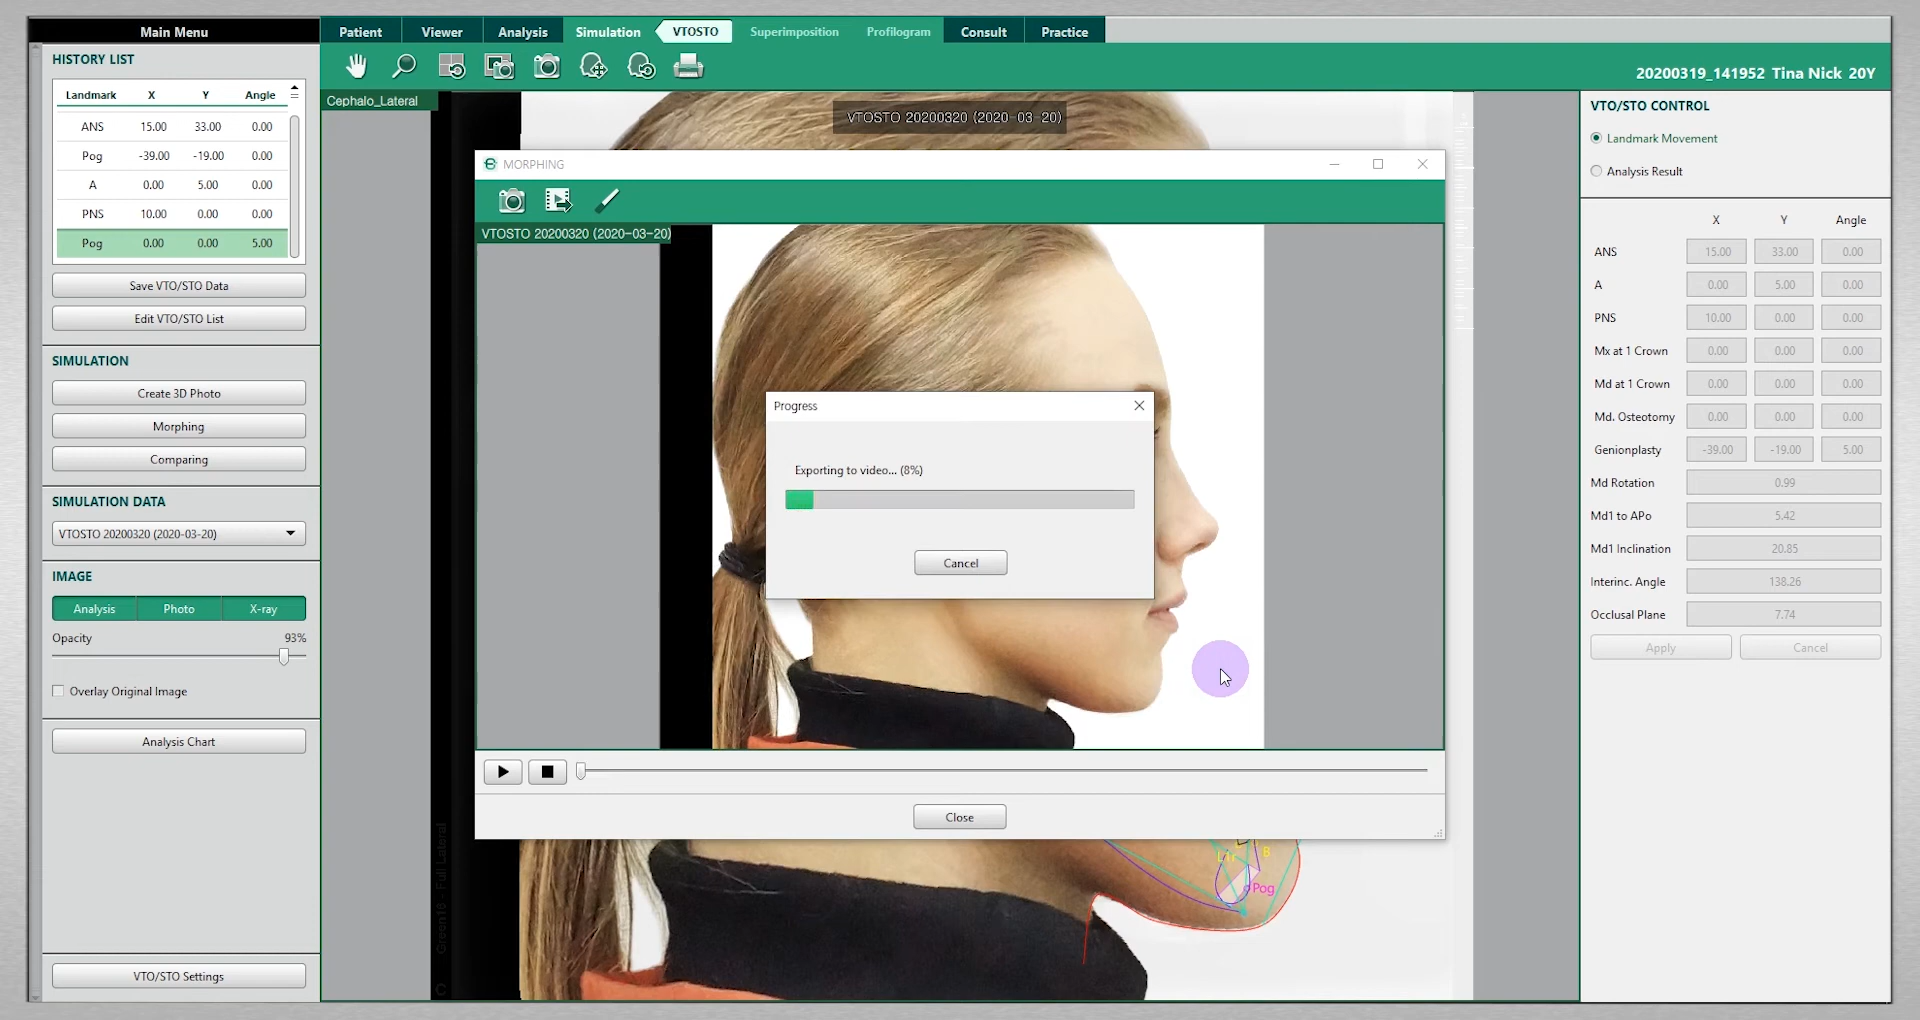 Main Menu
Patient
Viewer
Analysis
Simulation
VTOSTO
Superimposition
Profilogram
Consult
Practice
20200319_141952 Tina Nick 20Y
HISTORY LIST
Landmark X Y Angle
ANS 15.00 33.00 0.00
Pog -39.00 -19.00 0.00
A 0.00 5.00 0.00
PNS 10.00 0.00 0.00
Pog 0.00 0.00 5.00
Save VTO/STO Data
Edit VTO/STO List
SIMULATION
Create 3D Photo
Morphing
Comparing
SIMULATION DATA
VTOSTO 20200320 (2020-03-20)
IMAGE
Analysis Photo X-ray
Opacity 93%
Overlay Original Image
Analysis Chart
VTO/STO Settings
Cephalo_Lateral
VTOSTO 20200320 (2020-03-20)
MORPHING
VTOSTO 20200320 (2020-03-20)
Progress
Exporting to video... (8%)
Cancel
Close
B
Pog
Green16 - Full Lateral
VTO/STO CONTROL
Landmark Movement
Analysis Result
X Y Angle
ANS 15.00 33.00 0.00
A 0.00 5.00 0.00
PNS 10.00 0.00 0.00
Mx at 1 Crown 0.00 0.00 0.00
Md at 1 Crown 0.00 0.00 0.00
Md. Osteotomy 0.00 0.00 0.00
Genionplasty -39.00 -19.00 5.00
Md Rotation 0.99
Md1 to APo 5.42
Md1 Inclination 20.85
Interinc. Angle 138.26
Occlusal Plane 7.74
Apply Cancel